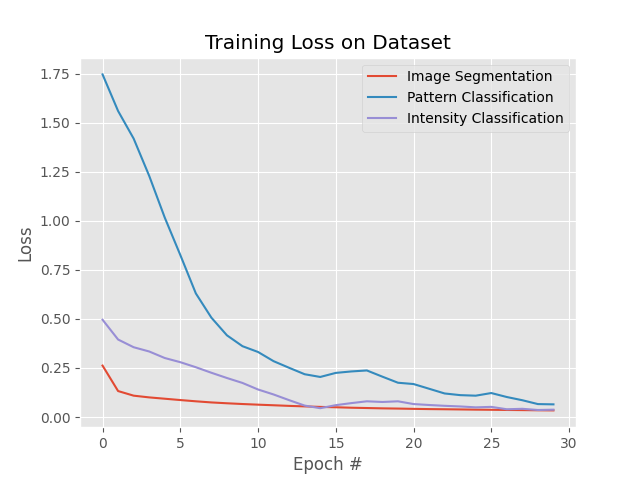 Training Loss on Dataset
Image Segmentation
Pattern Classification
Intensity Classification
1.75
1.50
1.25
1.00
0.75
0.50
0.25
0.00
Loss
0 5 10 15 20 25 30
Epoch #